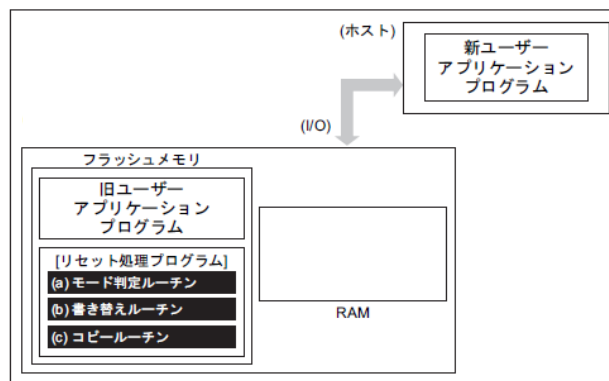 (ホスト)
新ユーザー
アプリケーション
プログラム
(I/O)
フラッシュメモリ
旧ユーザー
アプリケーション
プログラム
[リセット処理プログラム]
(a) モード判定ルーチン
(b) 書き替えルーチン
(c) コピールーチン
RAM